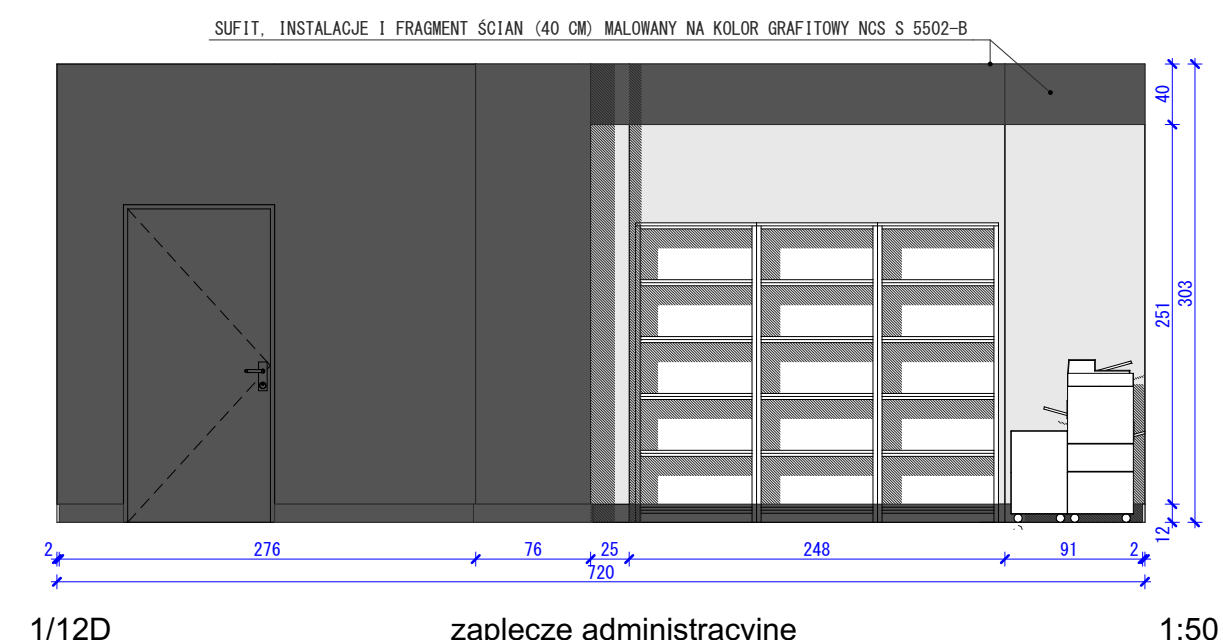 SUFIT, INSTALACJE I FRAGMENT ŚCIAN (40 CM) MALOWANY NA KOLOR GRAFITOWY NCS S 5502-B
40
251
303
12
2 276 76 25 248 91 2
720
1/12D zaplecze administracyjne 1:50